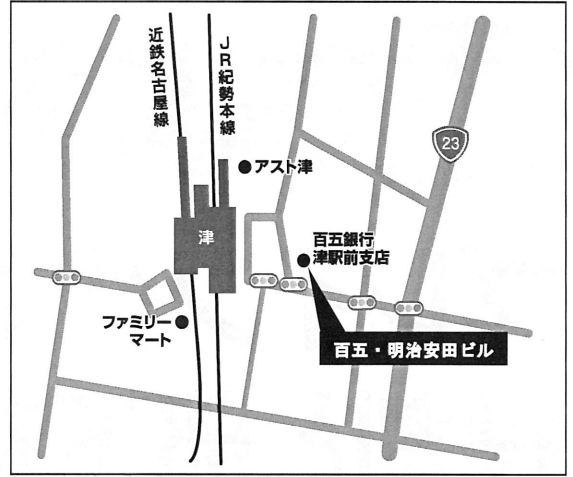 近鉄名古屋線
JR紀勢本線
23
アスト津
津
百五銀行
津駅前支店
ファミリー
マート
百五・明治安田ビル